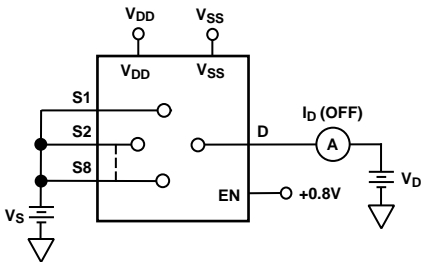 VDD VSS
VDD VSS
S1
S2
S8
D
ID (OFF)
A
EN
+0.8V
VS
VD